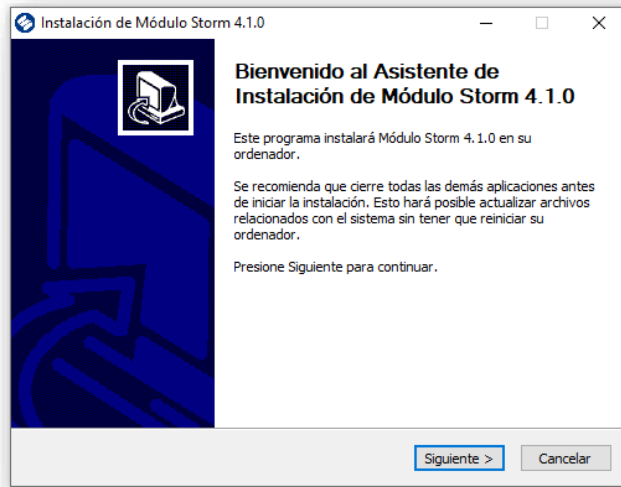 Instalación de Módulo Storm 4.1.0
Bienvenido al Asistente de
Instalación de Módulo Storm 4.1.0
Este programa instalará Módulo Storm 4.1.0 en su
ordenador.
Se recomienda que cierre todas las demás aplicaciones antes
de iniciar la instalación. Esto hará posible actualizar archivos
relacionados con el sistema sin tener que reiniciar su
ordenador.
Presione Siguiente para continuar.
Siguiente >
Cancelar